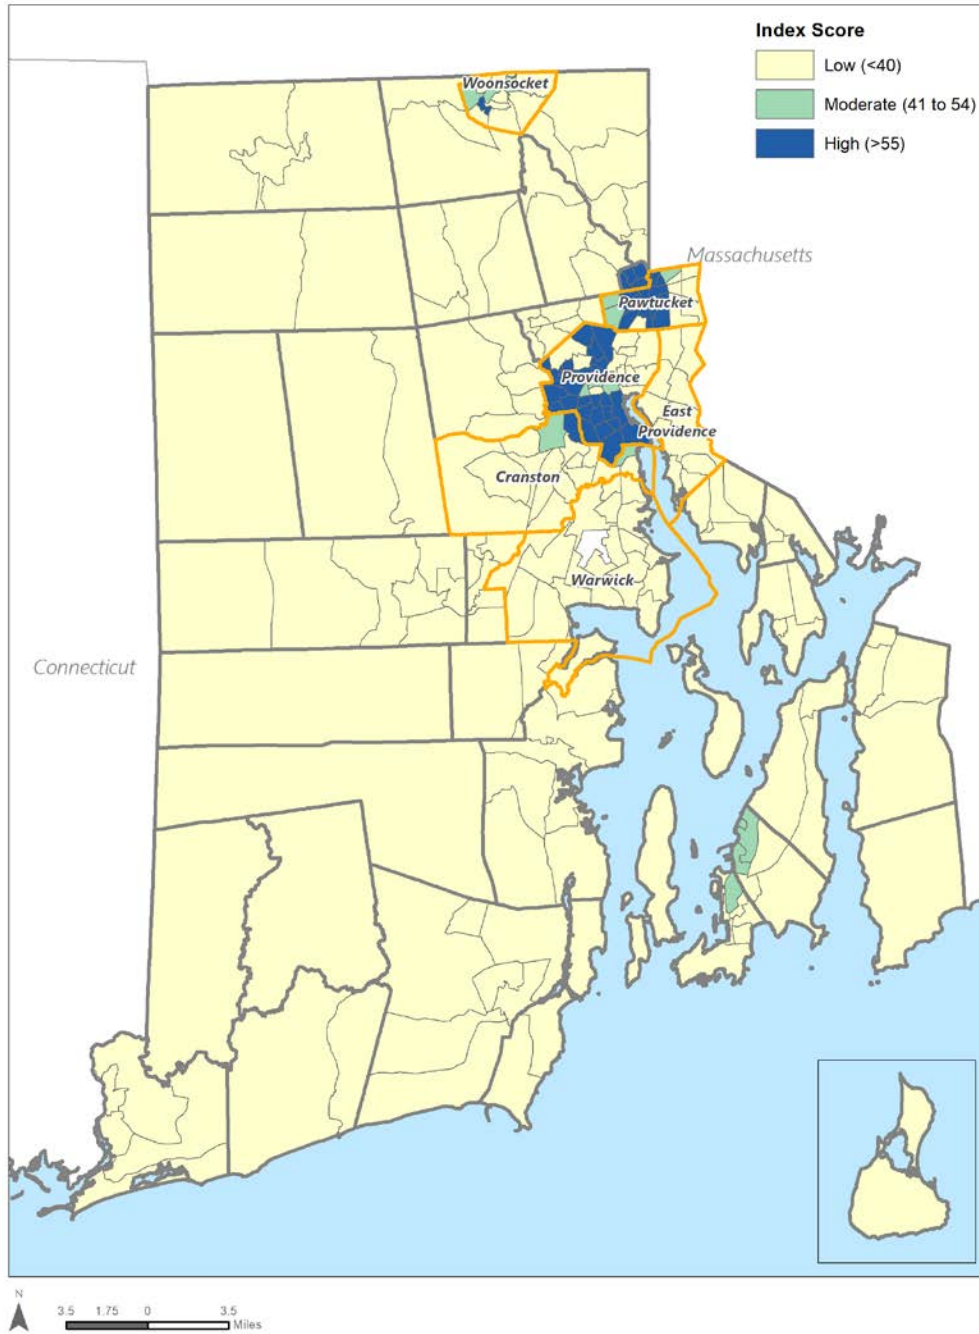 Index Score
Low (<40)
Moderate (41 to 54)
High (>55)
Woonsocket
Massachusetts
Pawtucket
Providence
East
Providence
Cranston
Warwick
Connecticut
N
3.5 1.75 0 3.5
Miles